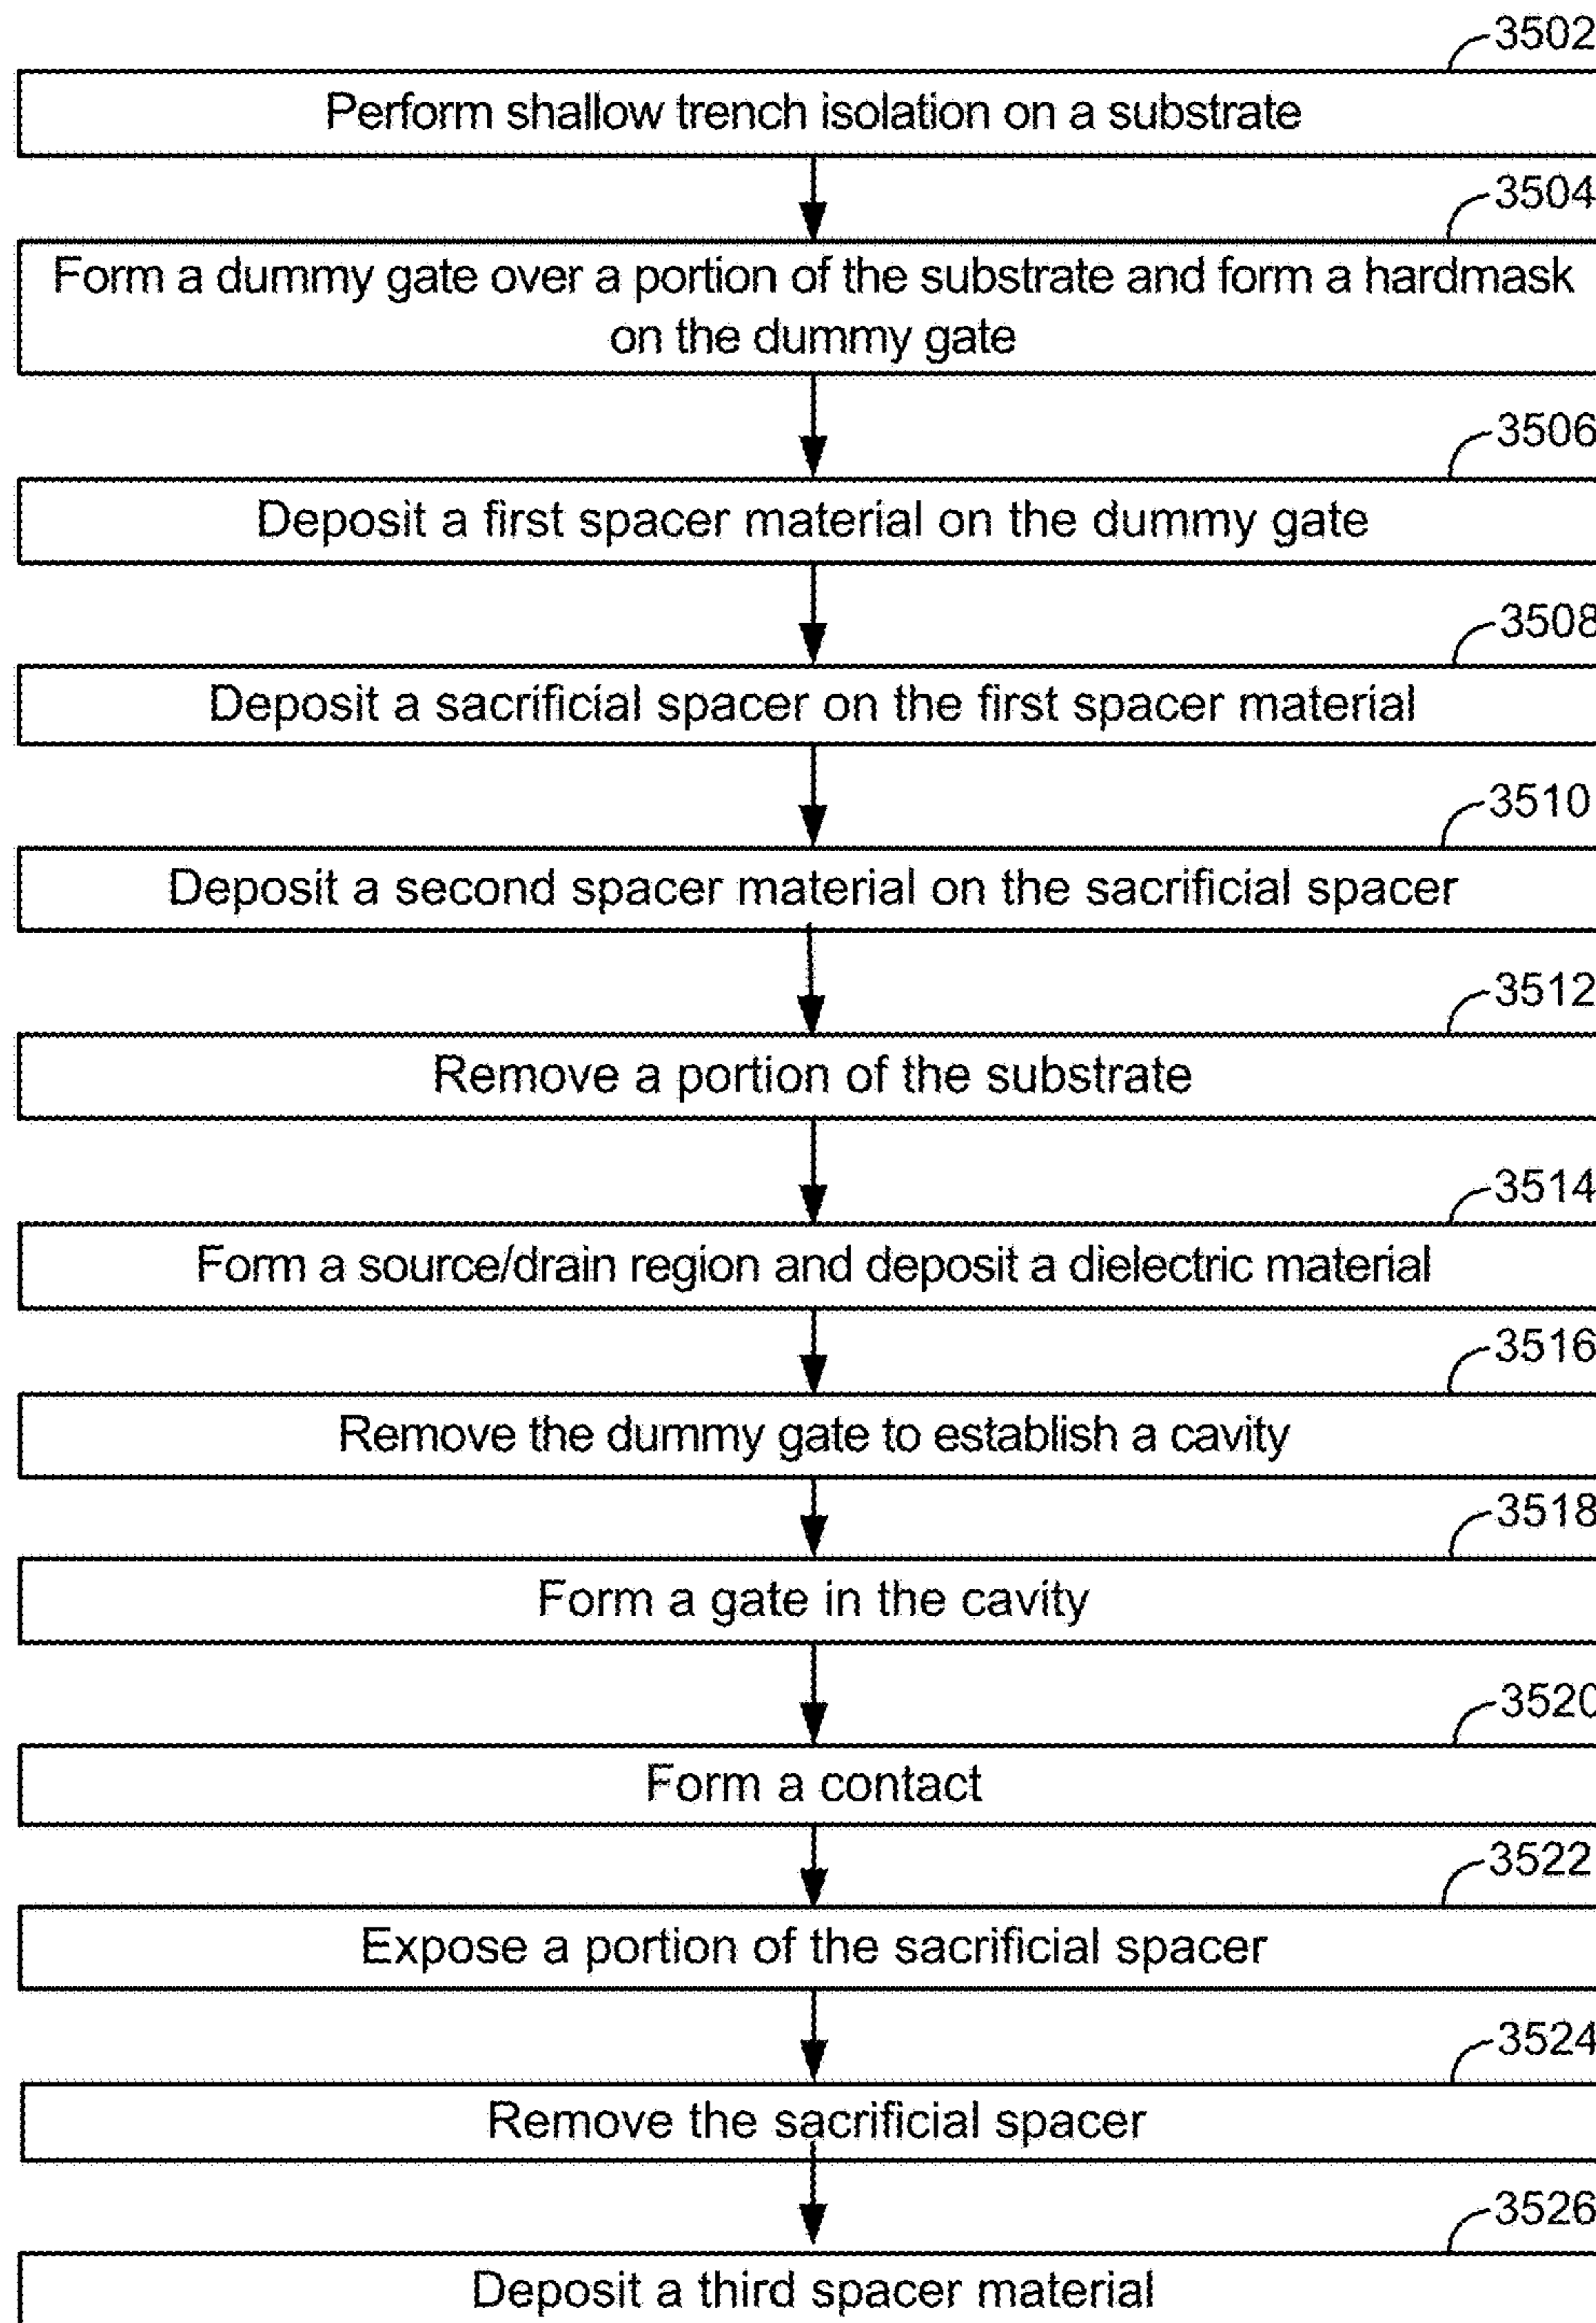 3502
Perform shallow trench isolation on a substrate
3504
Form a dummy gate over a portion of the substrate and form a hardmask
on the dummy gate
3506
Deposit a first spacer material on the dummy gate
3508
Deposit a sacrificial spacer on the first spacer material
3510
Deposit a second spacer material on the sacrificial spacer
3512
Remove a portion of the substrate
3514
Form a source/drain region and deposit a dielectric material
3516
Remove the dummy gate to establish a cavity
3518
Form a gate in the cavity
3520
Form a contact
3522
Expose a portion of the sacrificial spacer
3524
Remove the sacrificial spacer
3526
Deposit a third spacer material